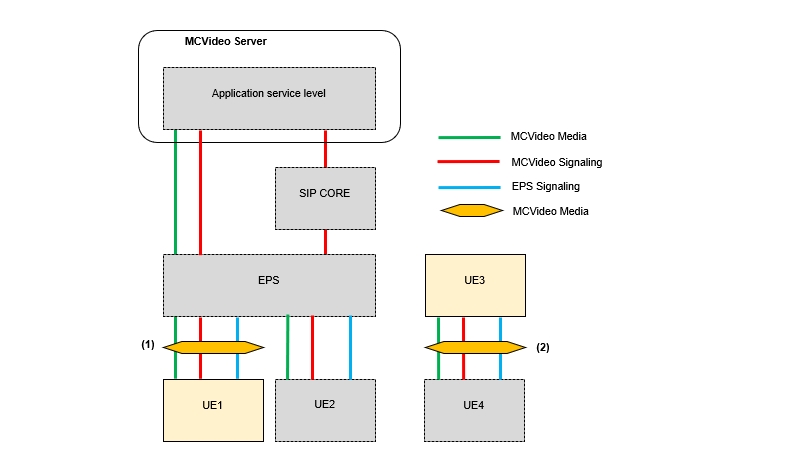 MCVideo Server
Application service level
MCVideo Media
MCVideo Signaling
EPS Signaling
MCVideo Media
SIP CORE
EPS
UE3
(1)
(2)
UE1
UE2
UE4